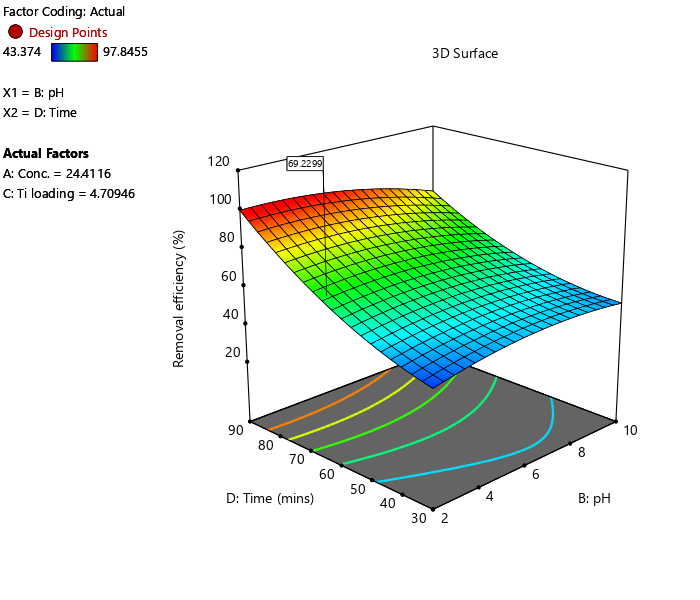 Factor Coding: Actual
Design Points
43.374 97.8455
X1 = B: pH
X2 = D: Time
Actual Factors
A: Conc. = 24.4116
C: Ti loading = 4.70946
3D Surface
69.2299
120
100
80
60
40
20
Removal efficiency (%)
90
80
70
60
50
40
30
D: Time (mins)
2
4
6
8
10
B: pH